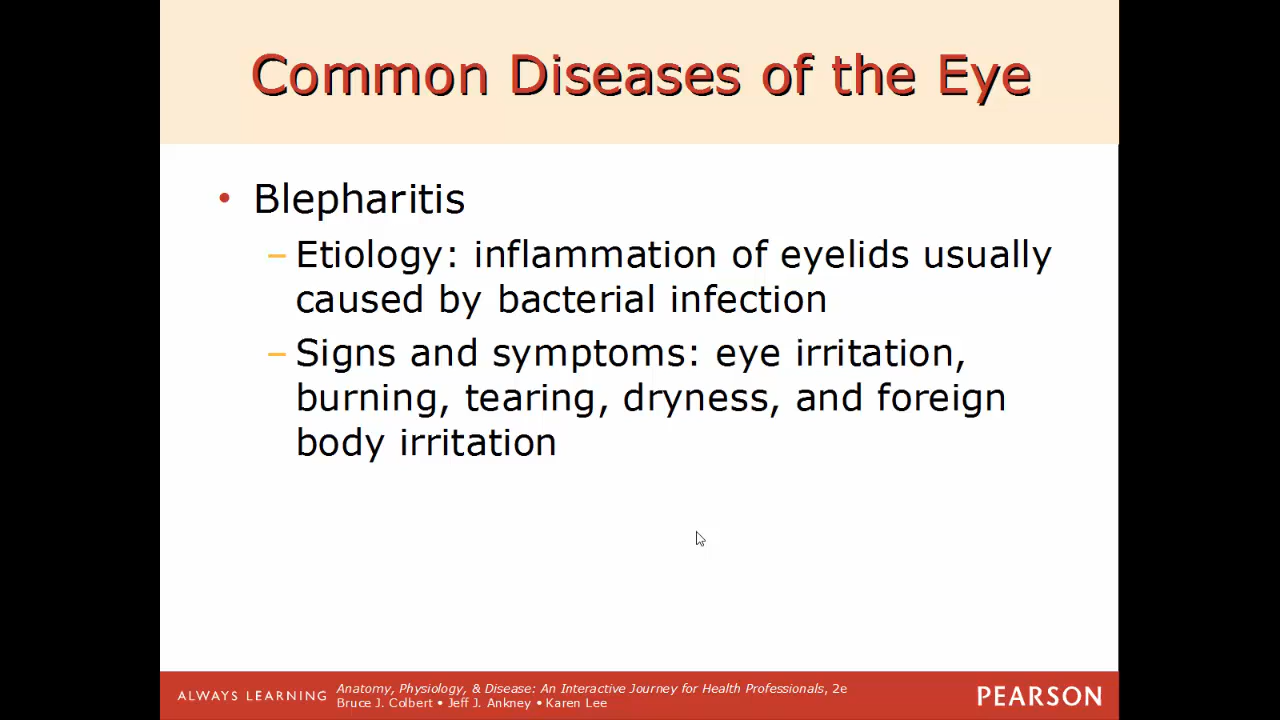 Common Diseases of the Eye
• Blepharitis
– Etiology: inflammation of eyelids usually
caused by bacterial infection
– Signs and symptoms: eye irritation,
burning, tearing, dryness, and foreign
body irritation
ALWAYS LEARNING
Anatomy, Physiology, & Disease: An Interactive Journey for Health Professionals, 2e
Bruce J. Colbert • Jeff J. Ankney • Karen Lee
PEARSON